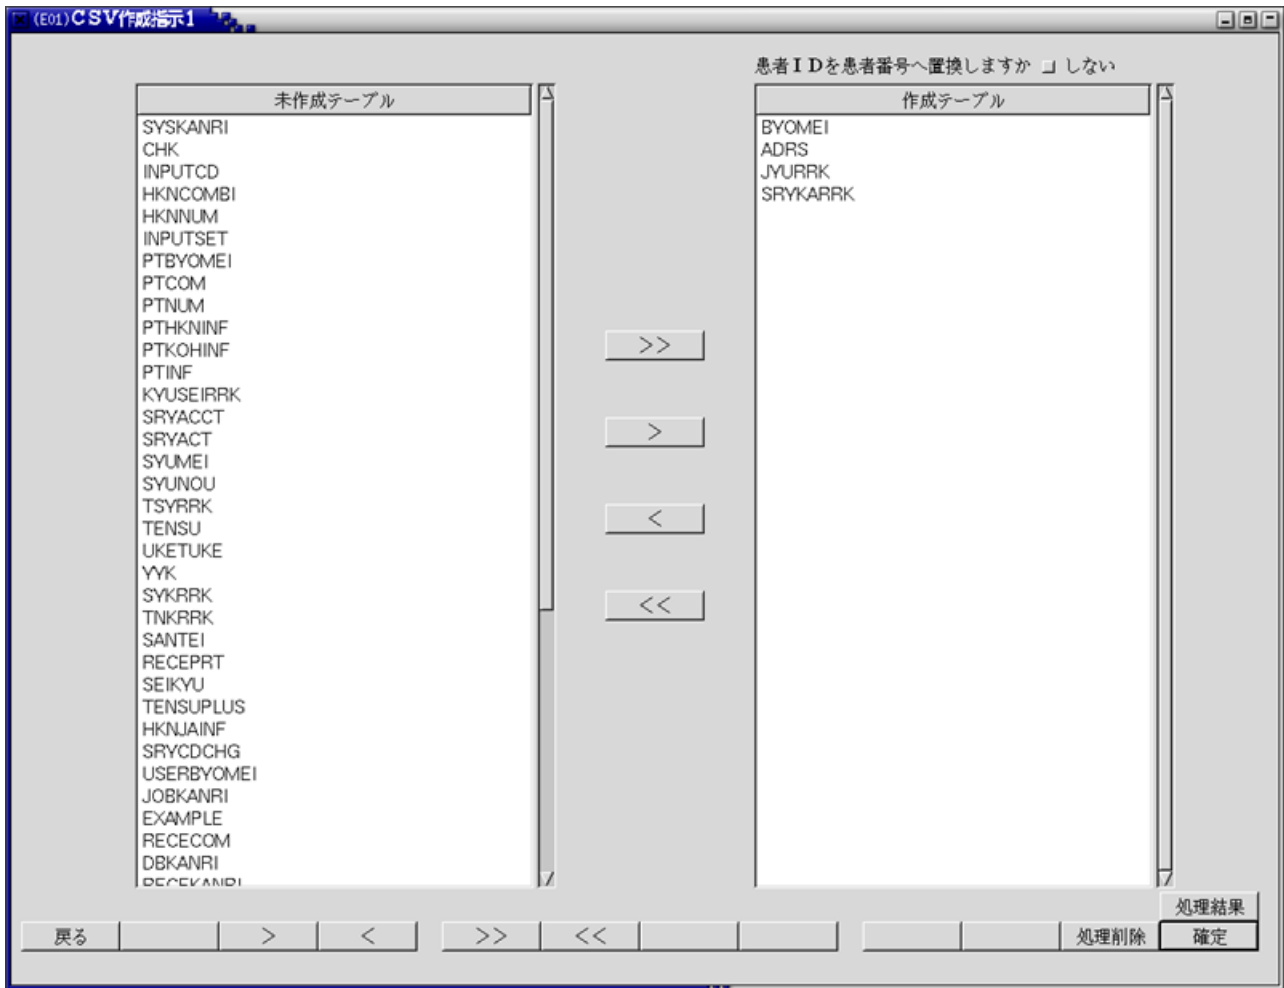 (E01)CSV作成指示1
患者IDを患者番号へ置換しますか しない
未作成テーブル
SYSKANRI
CHK
INPUTCD
HKNCOMBI
HKNNUM
INPUTSET
PTBYOMEI
PTCOM
PTNUM
PTHKNINF
PTKOHINF
PTINF
KYUSEIRRK
SRYACCT
SRYACT
SYUMEI
SYUNOU
TSYRRK
TENSU
UKETUKE
YYK
SYKRRK
TNKRRK
SANTEI
RECEPRT
SEIKYU
TENSUPLUS
HKNJAINF
SRYCDCHG
USERBYOMEI
JOBKANRI
EXAMPLE
RECECOM
DBKANRI
RECEKANRI
>>
>
<
<<
作成テーブル
BYOMEI
ADRS
JYURRK
SRYKARRK
処理結果
戻る > < >> << 処理削除 確定